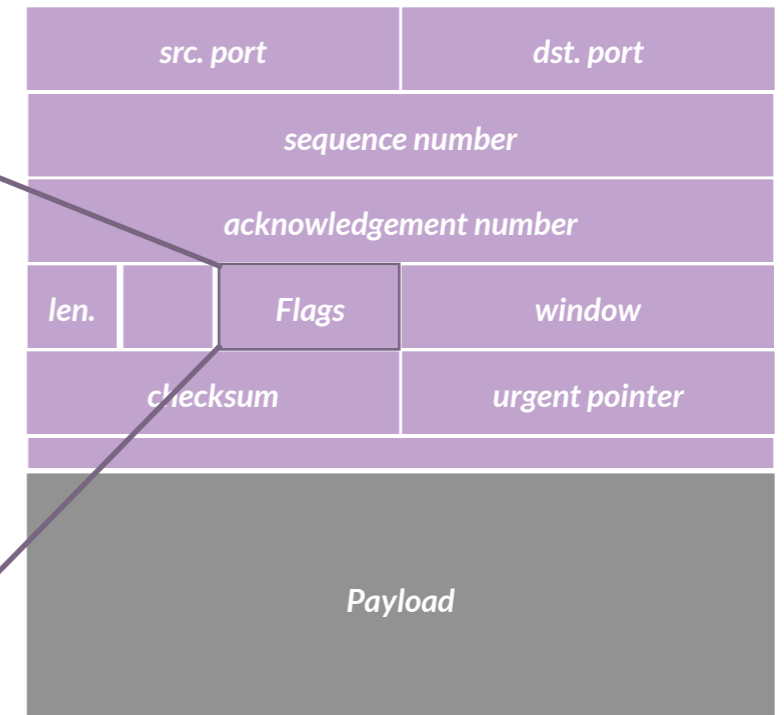 src. port dst. port
sequence number
acknowledgement number
len. Flags window
checksum urgent pointer
Payload